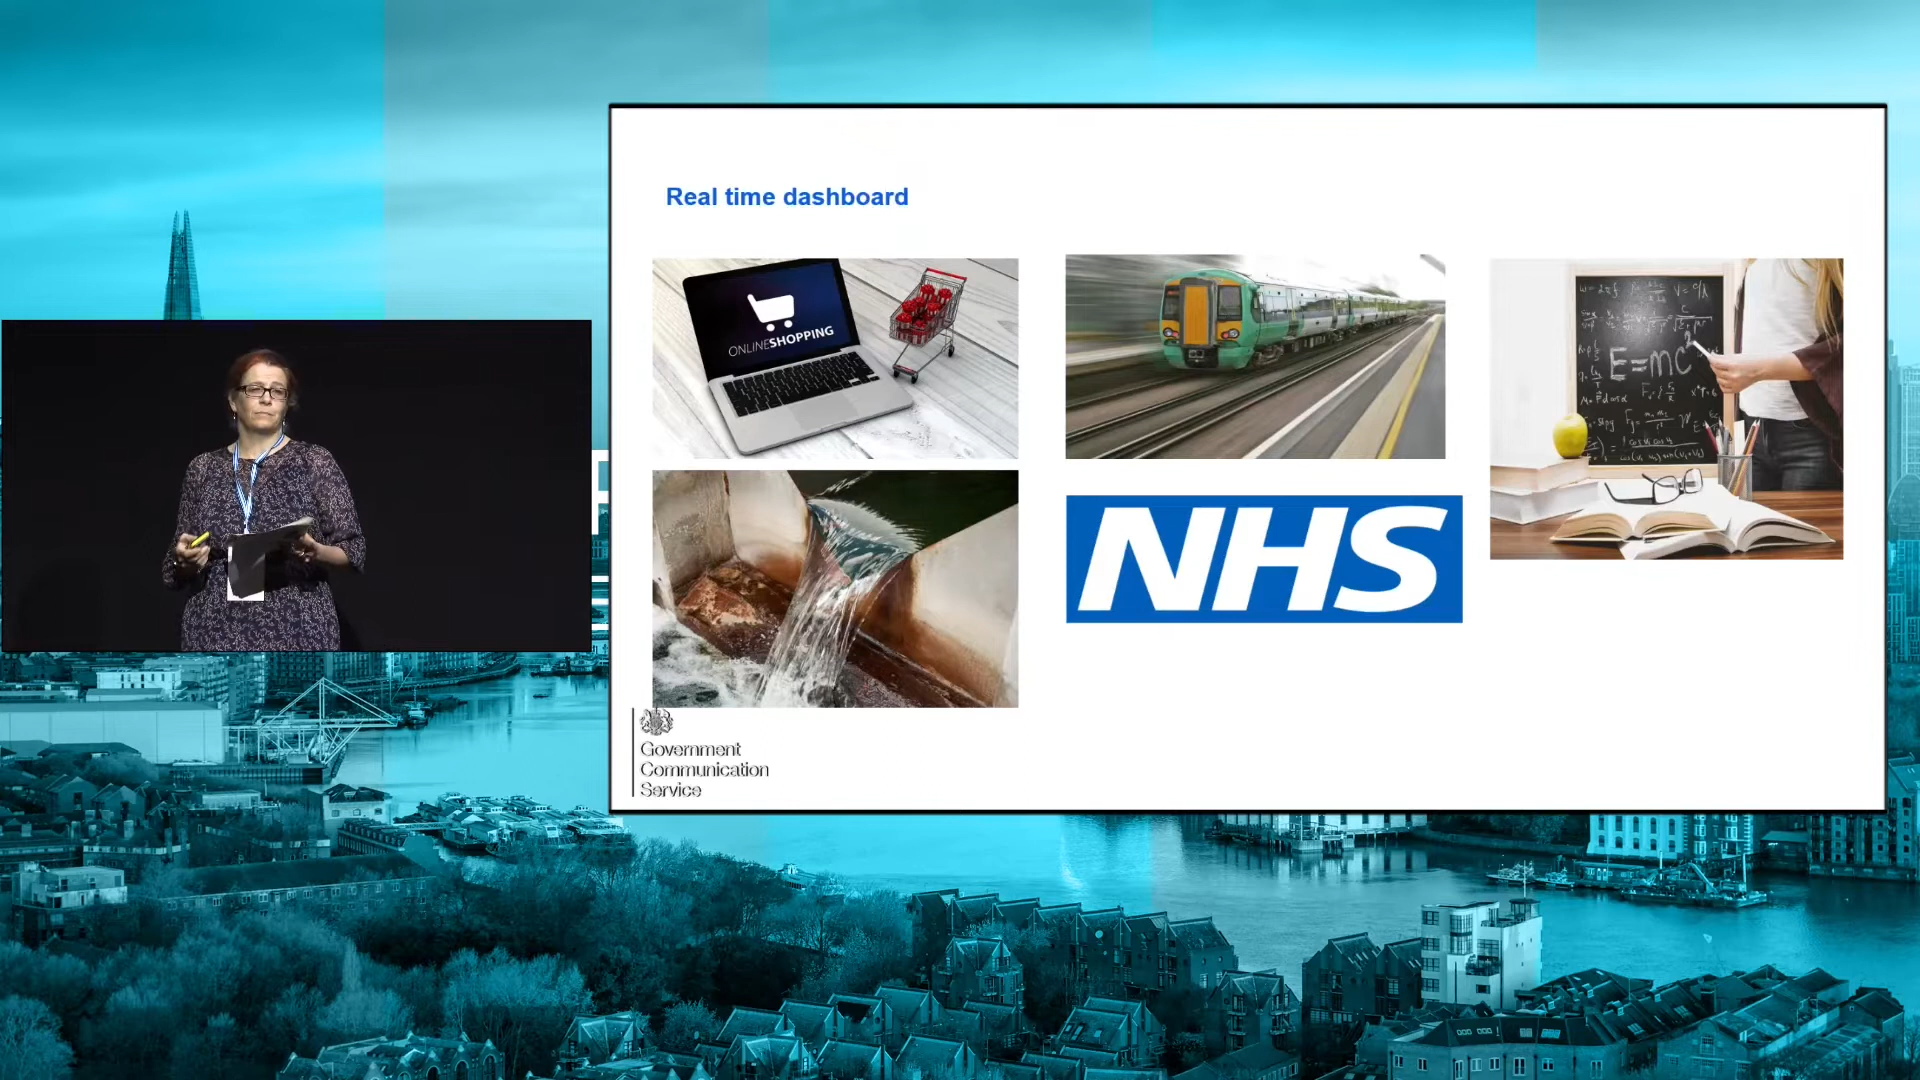 Real time dashboard
ONLINESHOPPING
E=mc²
NHS
Government
Communication
Service